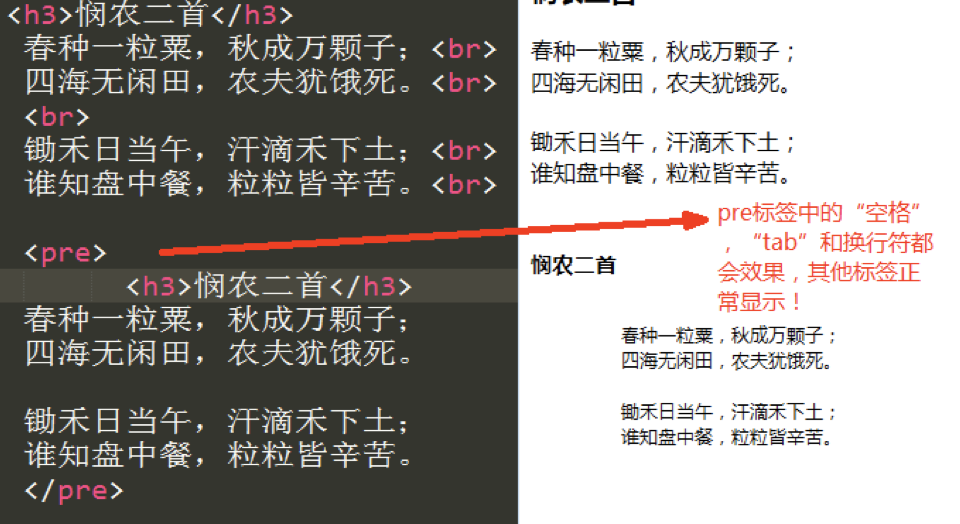 <h3>悯农二首</h3>
春种一粒粟，秋成万颗子；<br>
四海无闲田，农夫犹饿死。<br>
<br>
锄禾日当午，汗滴禾下土；<br>
谁知盘中餐，粒粒皆辛苦。<br>
<pre>
<h3>悯农二首</h3>
春种一粒粟，秋成万颗子；
四海无闲田，农夫犹饿死。
锄禾日当午，汗滴禾下土；
谁知盘中餐，粒粒皆辛苦。
</pre>
悯农二首
春种一粒粟，秋成万颗子；
四海无闲田，农夫犹饿死。
锄禾日当午，汗滴禾下土；
谁知盘中餐，粒粒皆辛苦。
pre标签中的“空格”
，“tab”和换行符都
会效果，其他标签正
常显示！
悯农二首
春种一粒粟，秋成万颗子；
四海无闲田，农夫犹饿死。
锄禾日当午，汗滴禾下土；
谁知盘中餐，粒粒皆辛苦。